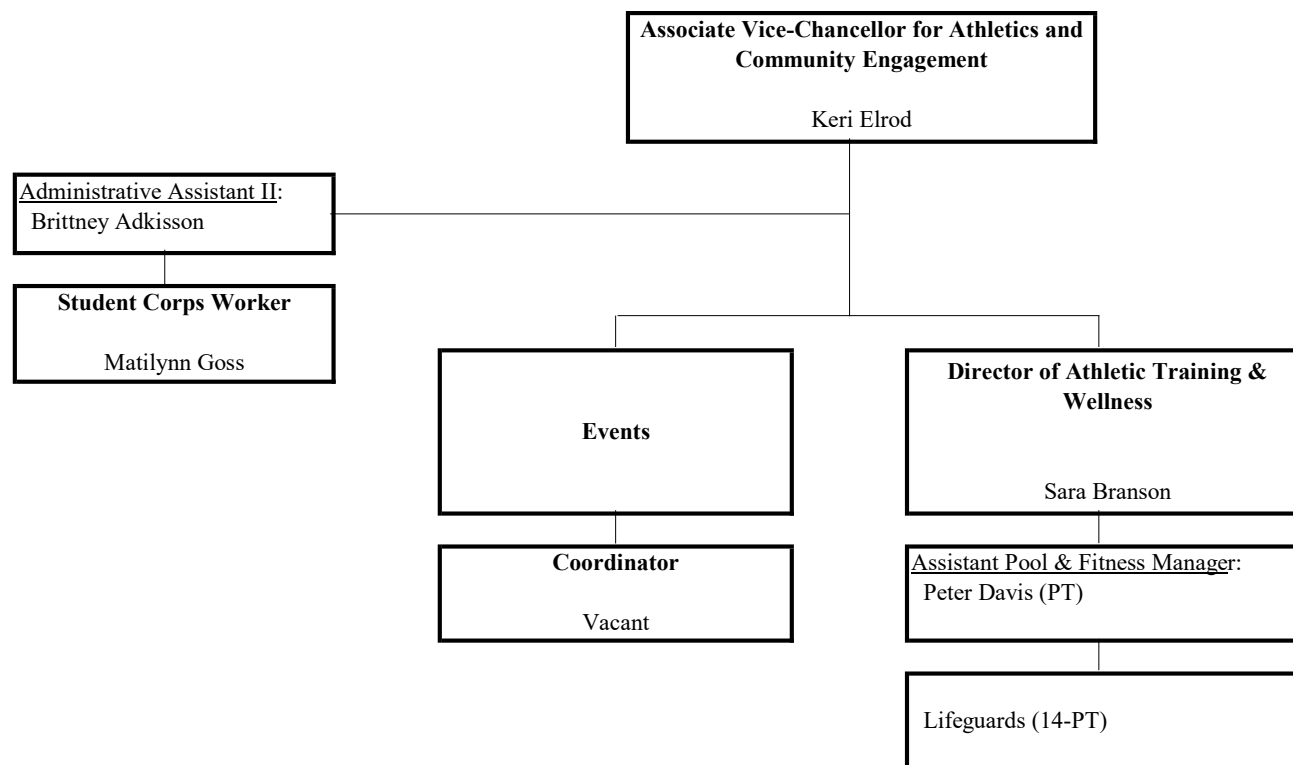 Associate Vice-Chancellor for Athletics and
Community Engagement
Keri Elrod
Administrative Assistant II:
Brittney Adkisson
Student Corps Worker
Matilynn Goss
Events
Director of Athletic Training &
Wellness
Sara Branson
Coordinator
Vacant
Assistant Pool & Fitness Manager:
Peter Davis (PT)
Lifeguards (14-PT)